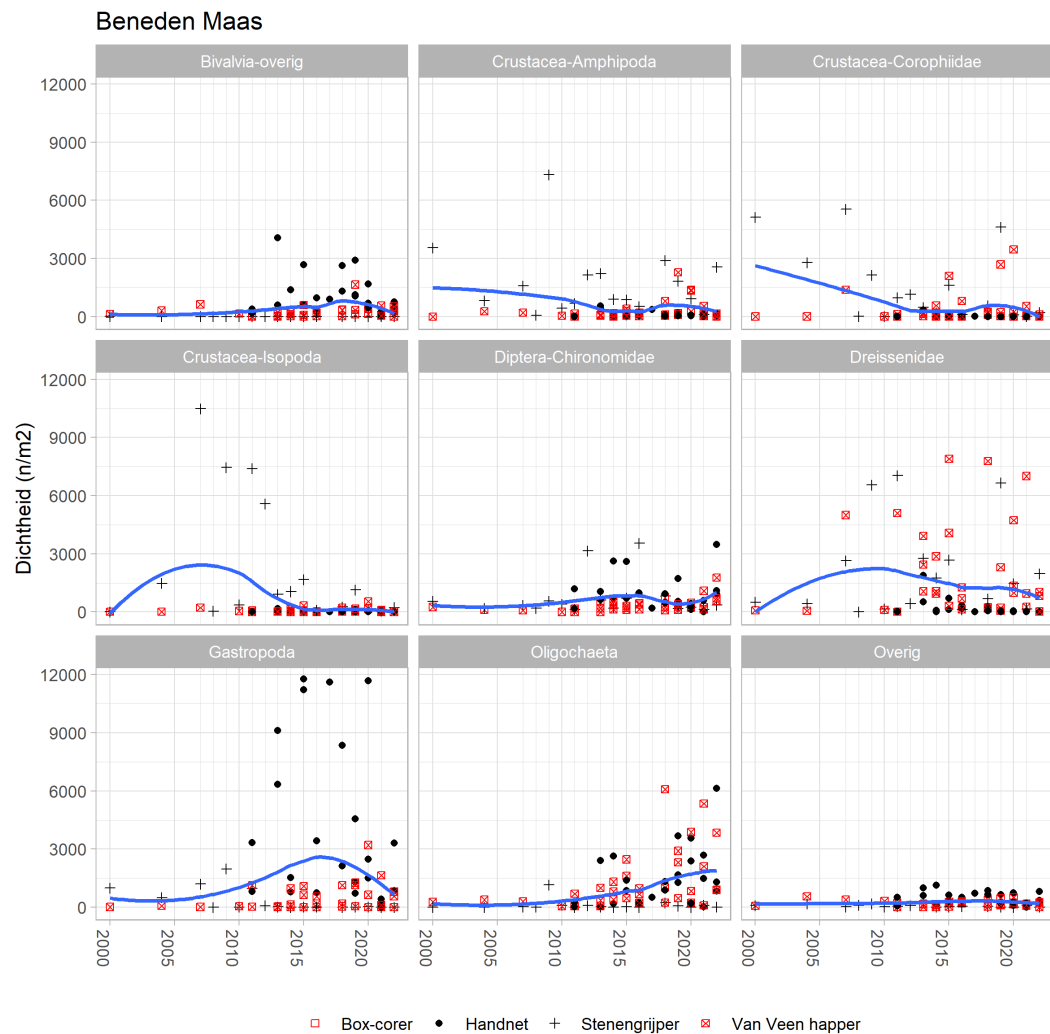 Beneden Maas
Bivalvia-overig Crustacea-Amphipoda Crustacea-Corophiidae
12000
9000
6000
3000
0
Crustacea-Isopoda Diptera-Chironomidae Dreissenidae
12000
9000
6000
3000
0
Dichtheid (n/m2)
Gastropoda Oligochaeta Overig
12000
9000
6000
3000
0
2000 2005 2010 2015 2020 2000 2005 2010 2015 2020 2000 2005 2010 2015 2020
Box-corer Handnet Stenengrijper Van Veen happer